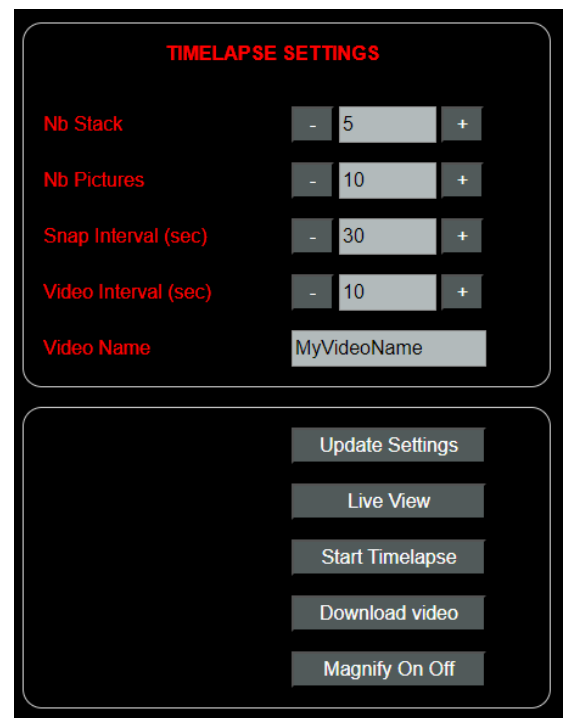 TIMELAPSE SETTINGS
Nb Stack - 5 +
Nb Pictures - 10 +
Snap Interval (sec) - 30 +
Video Interval (sec) - 10 +
Video Name MyVideoName
Update Settings
Live View
Start Timelapse
Download video
Magnify On Off